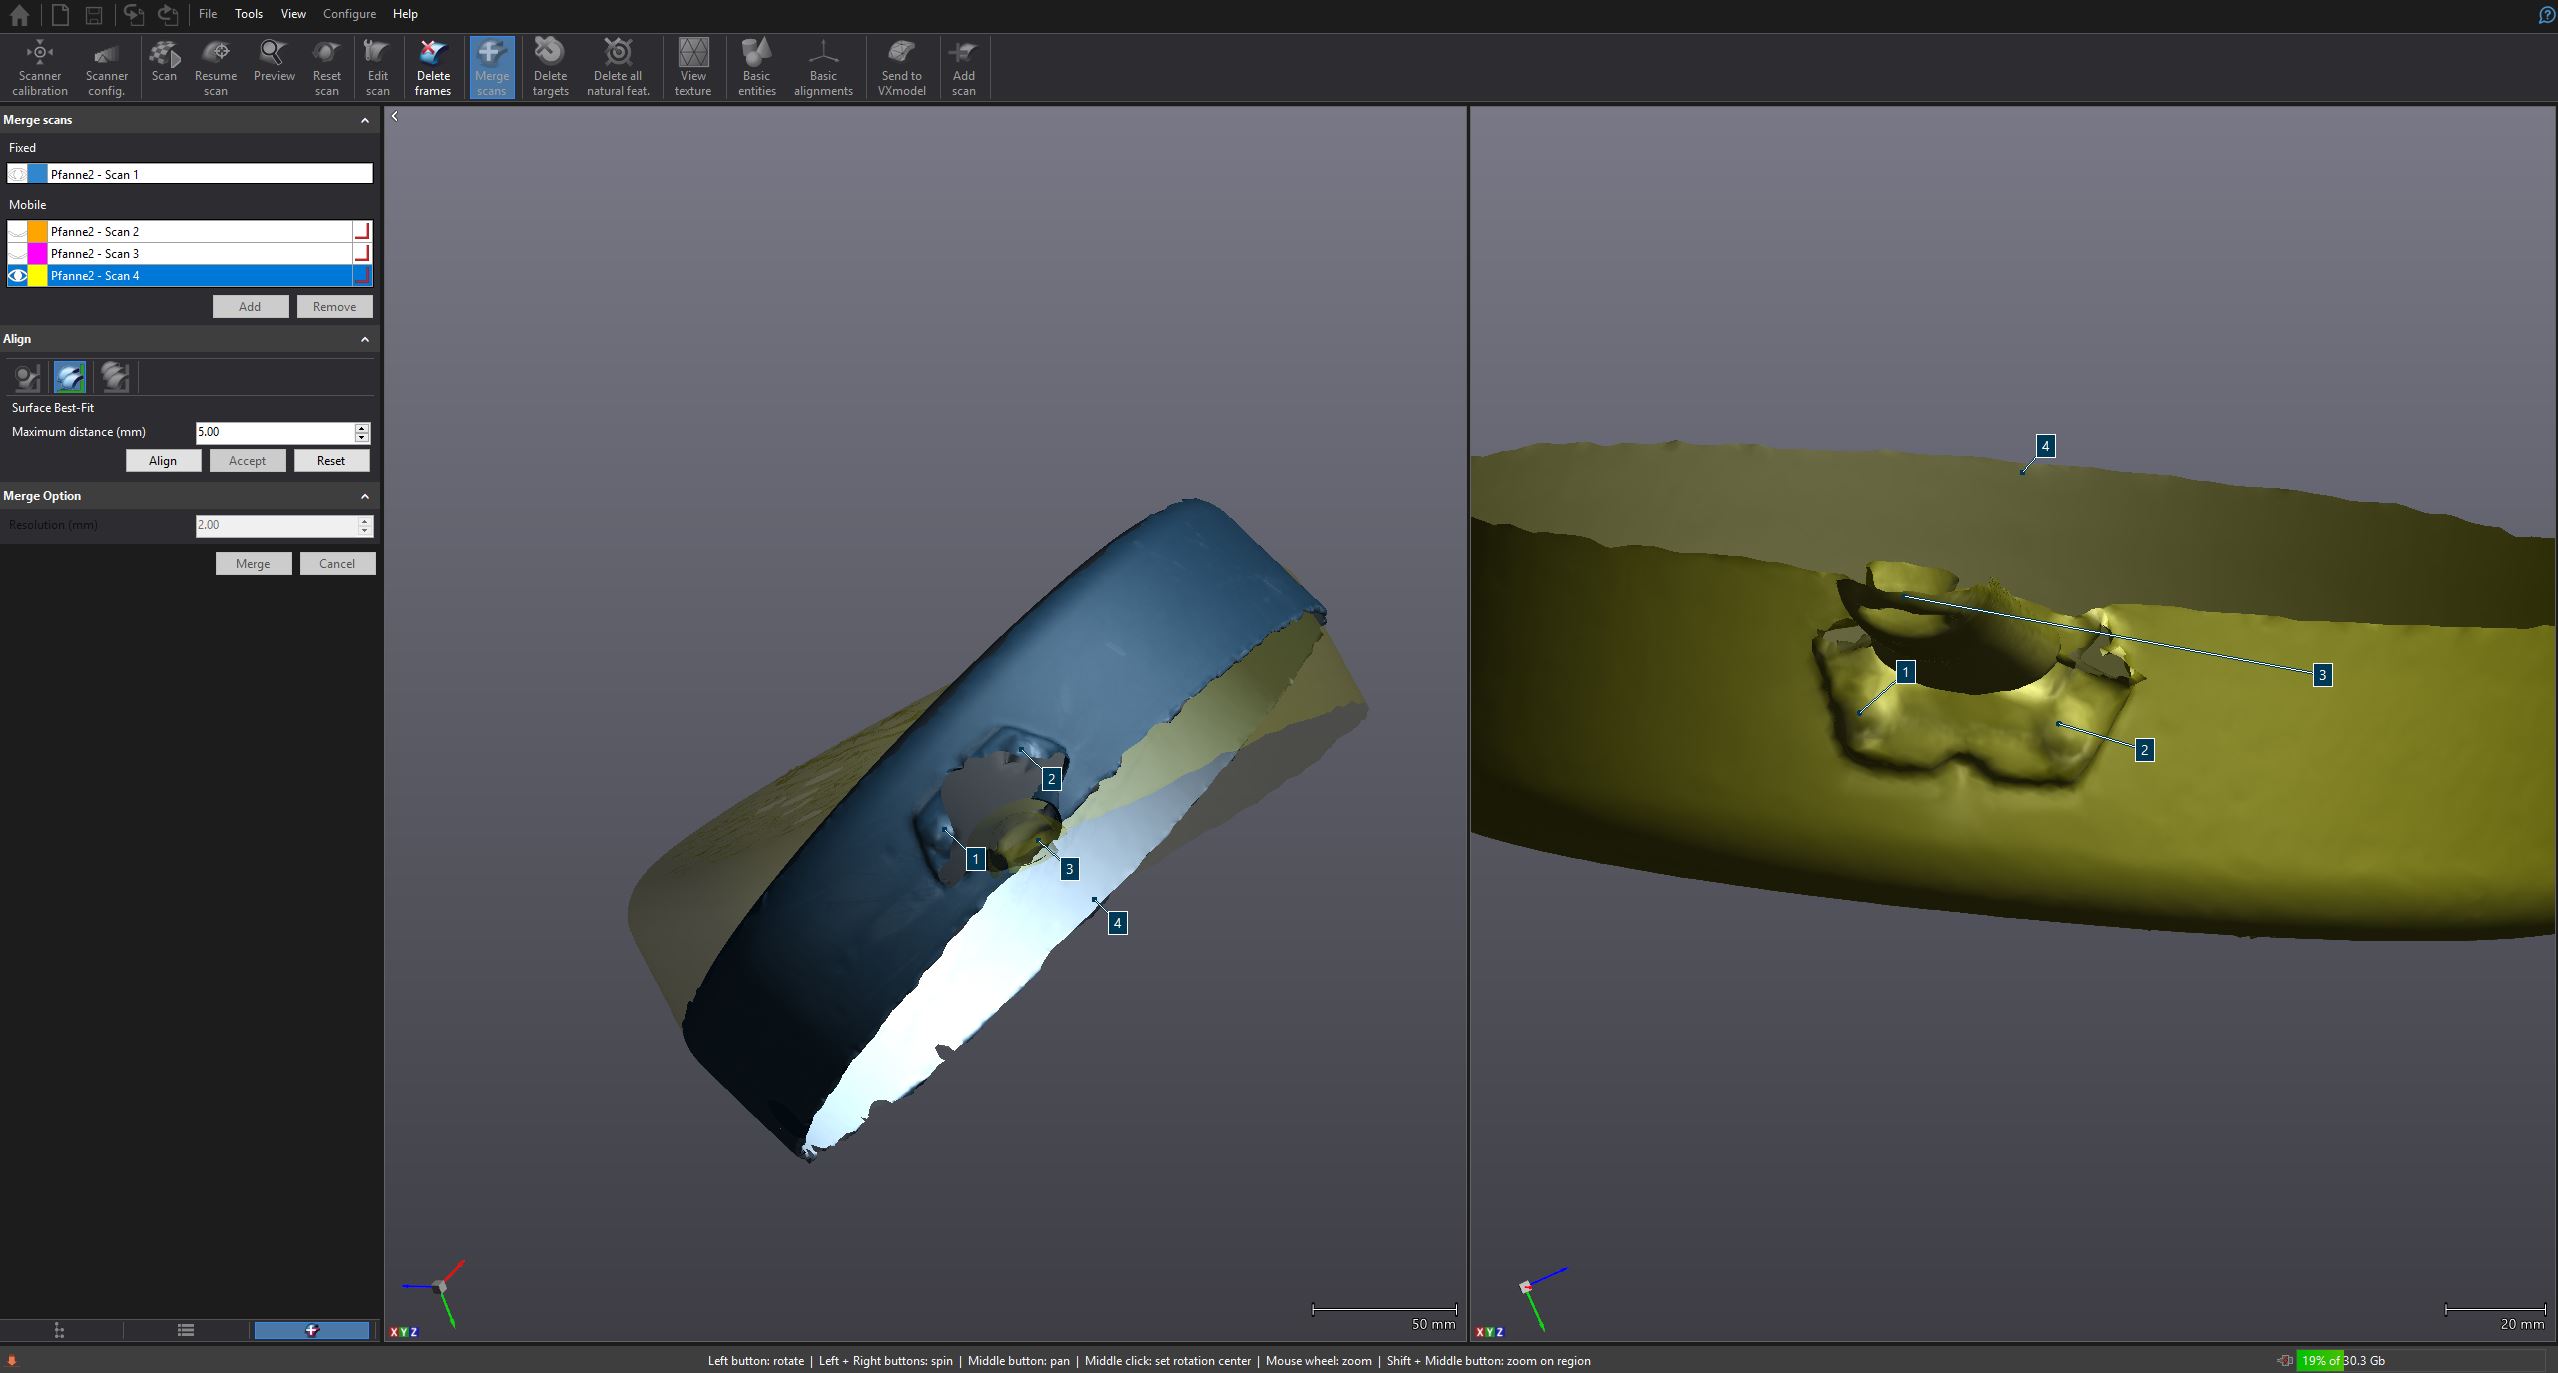 File Tools View Configure Help
Scanner calibration
Scanner config.
Scan
Resume scan
Preview
Reset scan
Edit scan
Delete frames
Merge scans
Delete targets
Delete all natural feat.
View texture
Basic entities
Basic alignments
Send to VXmodel
Add scan
Merge scans
Fixed
Pfanne2 - Scan 1
Mobile
Pfanne2 - Scan 2
Pfanne2 - Scan 3
Pfanne2 - Scan 4
Add Remove
Align
Surface Best-Fit
Maximum distance (mm) 5.00
Align Accept Reset
Merge Option
Resolution (mm) 2.00
Merge Cancel
2
1
3
4
50 mm
X Y Z
4
1
3
2
20 mm
X Y Z
Left button: rotate | Left + Right buttons: spin | Middle button: pan | Middle click: set rotation center | Mouse wheel: zoom | Shift + Middle button: zoom on region
19% of 30.3 Gb